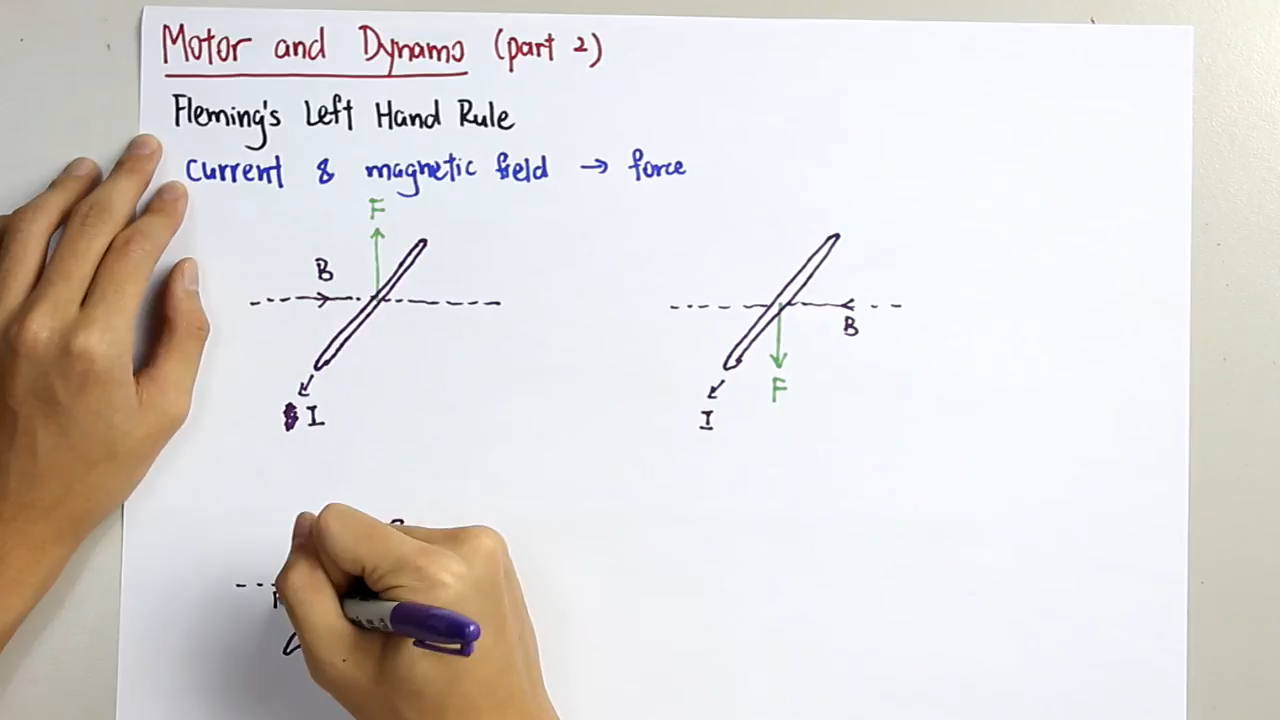 Motor and Dynamo (part 2)
Fleming's Left Hand Rule
Current & magnetic field → force
F
B
I
B
F
I